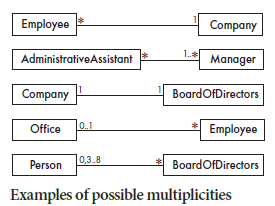 Employee * 1 Company
AdministrativeAssistant * 1..* Manager
Company 1 1 BoardOfDirectors
Office 0..1 * Employee
Person 0,3..8 * BoardOfDirectors
Examples of possible multiplicities